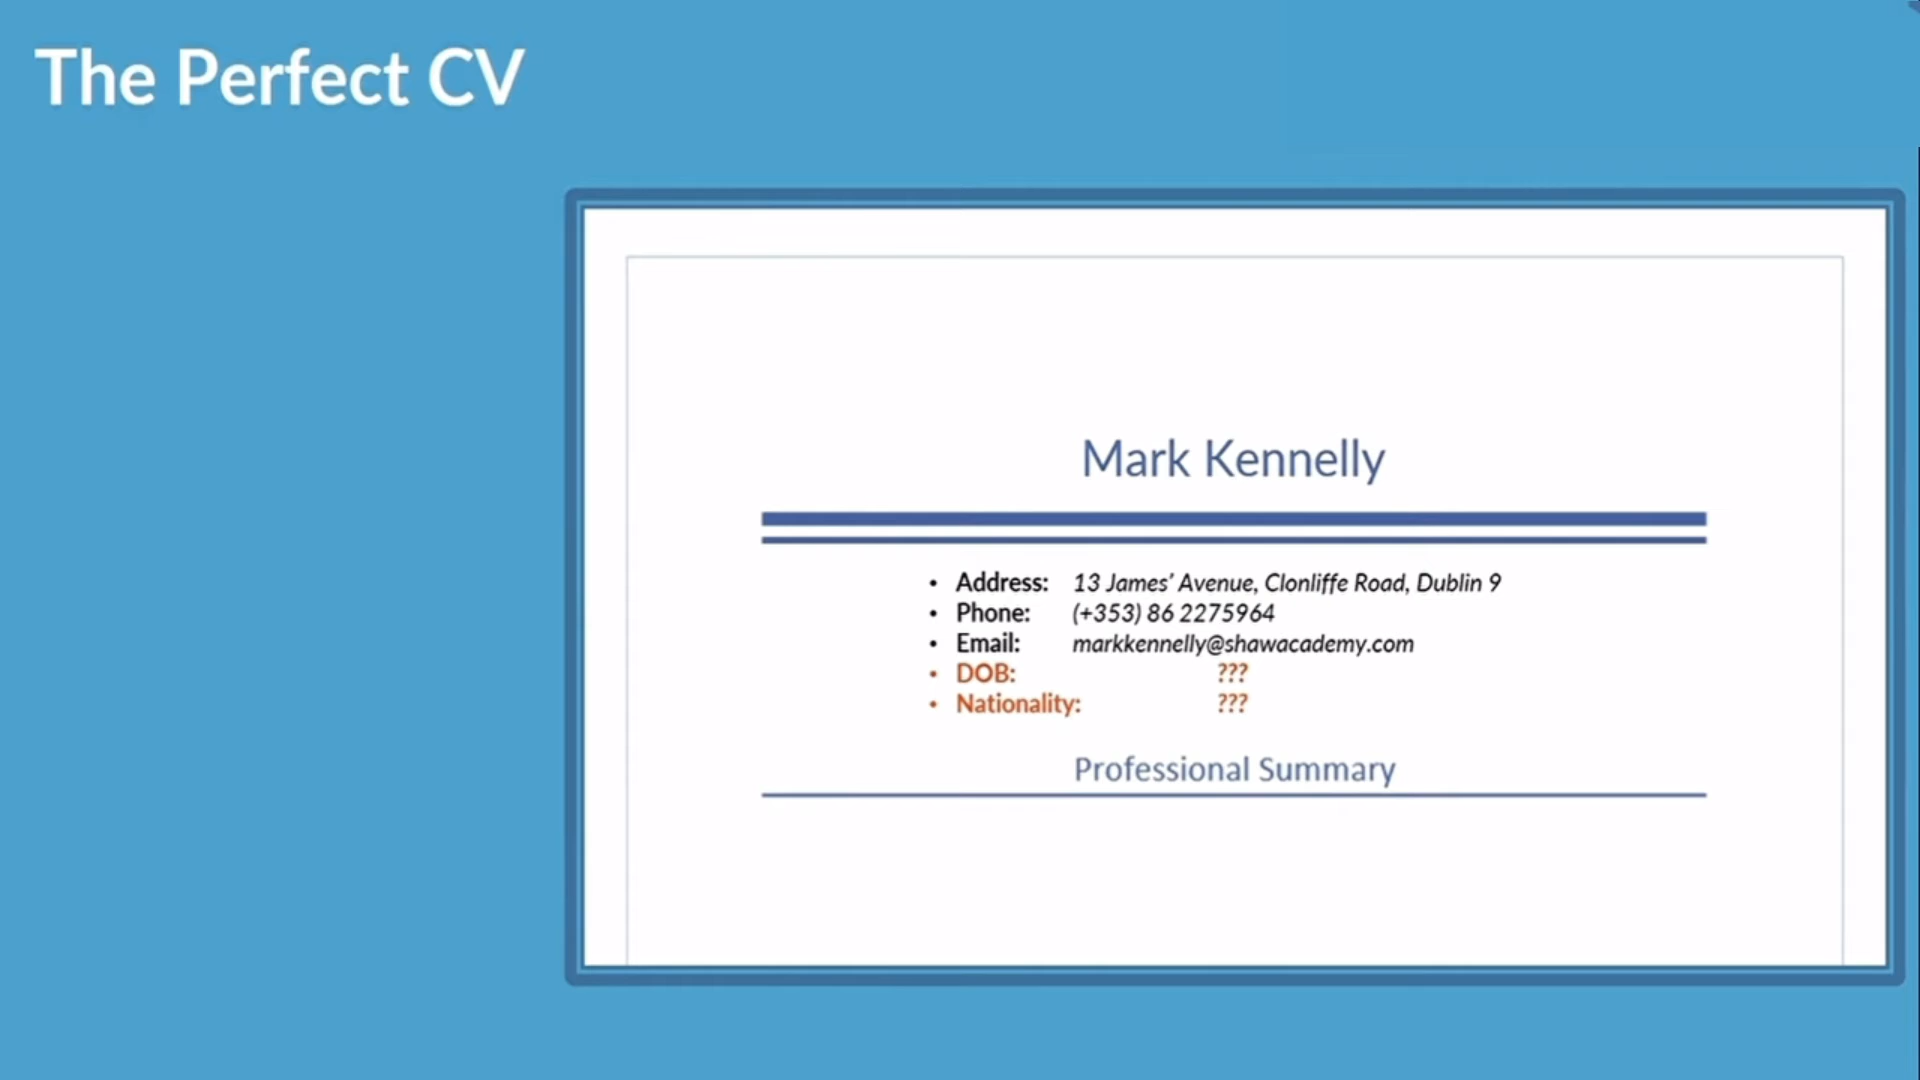 The Perfect CV
Mark Kennelly
• Address: 13 James’ Avenue, Clonliffe Road, Dublin 9
• Phone: (+353) 86 2275964
• Email: markkennelly@shawacademy.com
• DOB: ???
• Nationality: ???
Professional Summary